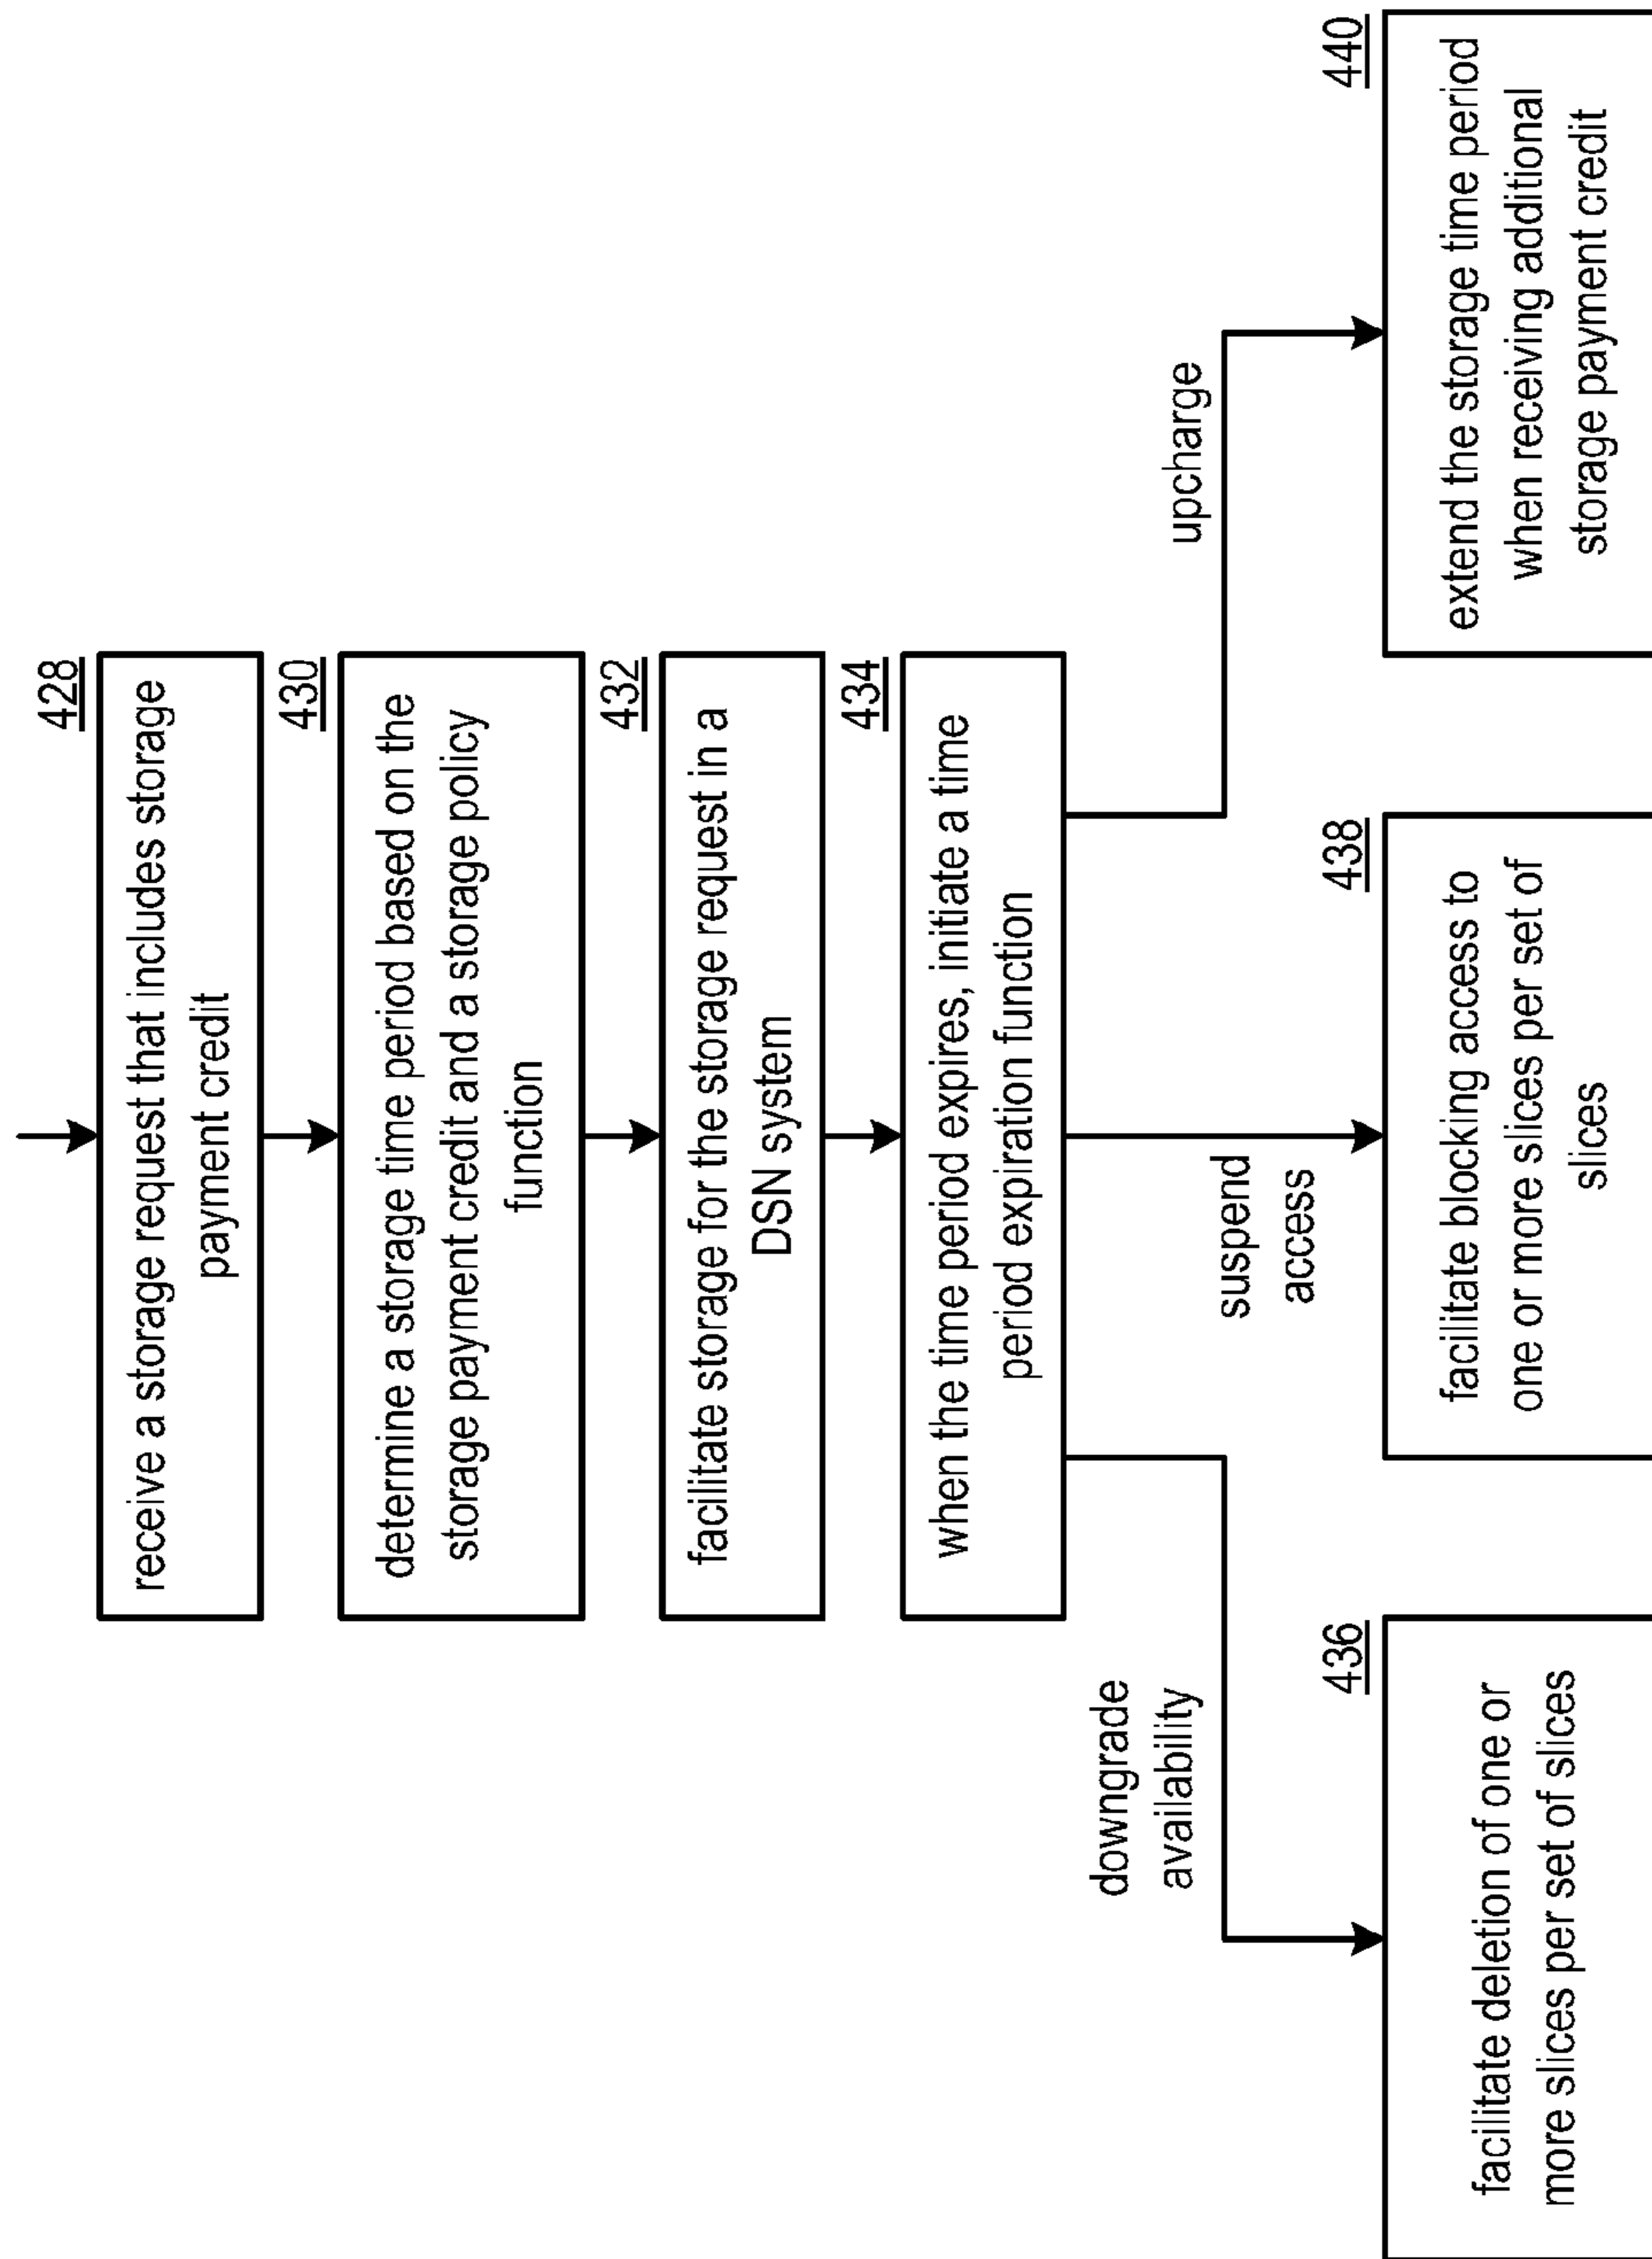 428
receive a storage request that includes storage
payment credit
430
determine a storage time period based on the
storage payment credit and a storage policy
function
432
facilitate storage for the storage request in a
DSN system
434
when the time period expires, initiate a time
period expiration function
downgrade
availability
suspend
access
upcharge
436
facilitate deletion of one or
more slices per set of slices
438
facilitate blocking access to
one or more slices per set of
slices
440
extend the storage time period
when receiving additional
storage payment credit